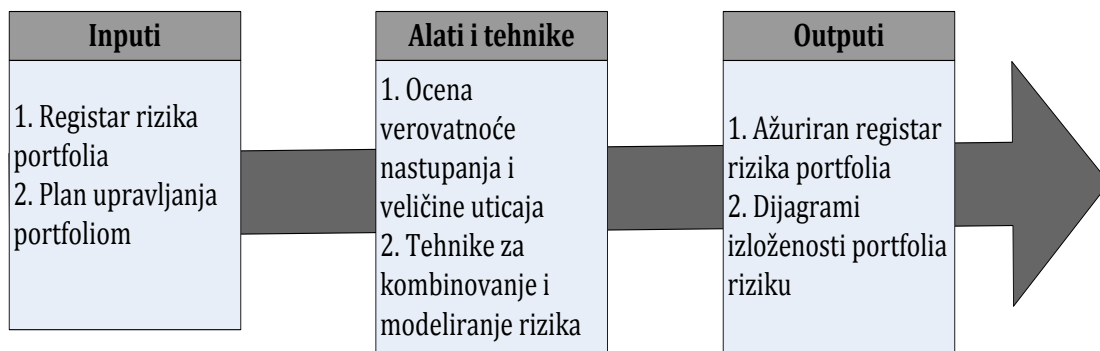 Inputi
1. Registar rizika
portfolia
2. Plan upravljanja
portfoliom
Alati i tehnike
1. Ocena
verovatnoće
nastupanja i
veličine uticaja
2. Tehnike za
kombinovanje i
modeliranje rizika
Outputi
1. Ažuriran registar
rizika portfolia
2. Dijagrami
izloženosti portfolia
riziku